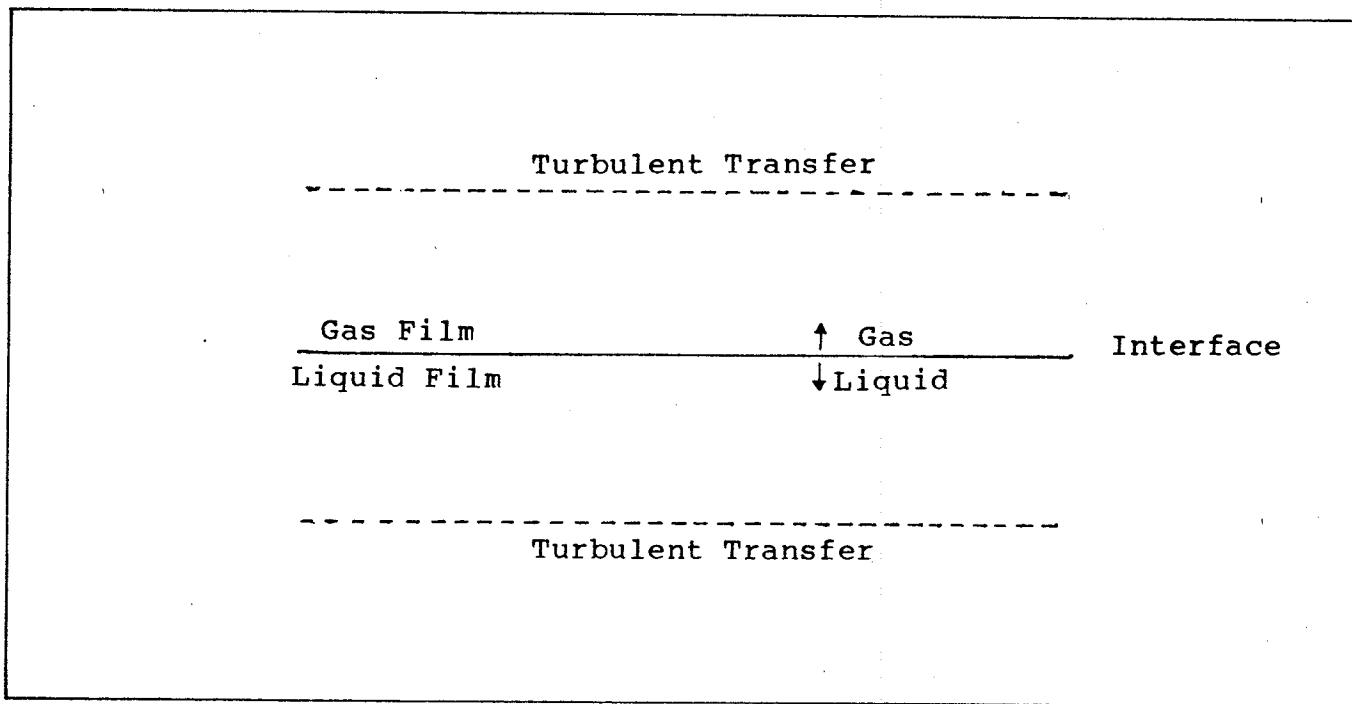 Turbulent Transfer
Gas Film ↑ Gas Interface
Liquid Film ↓ Liquid
Turbulent Transfer